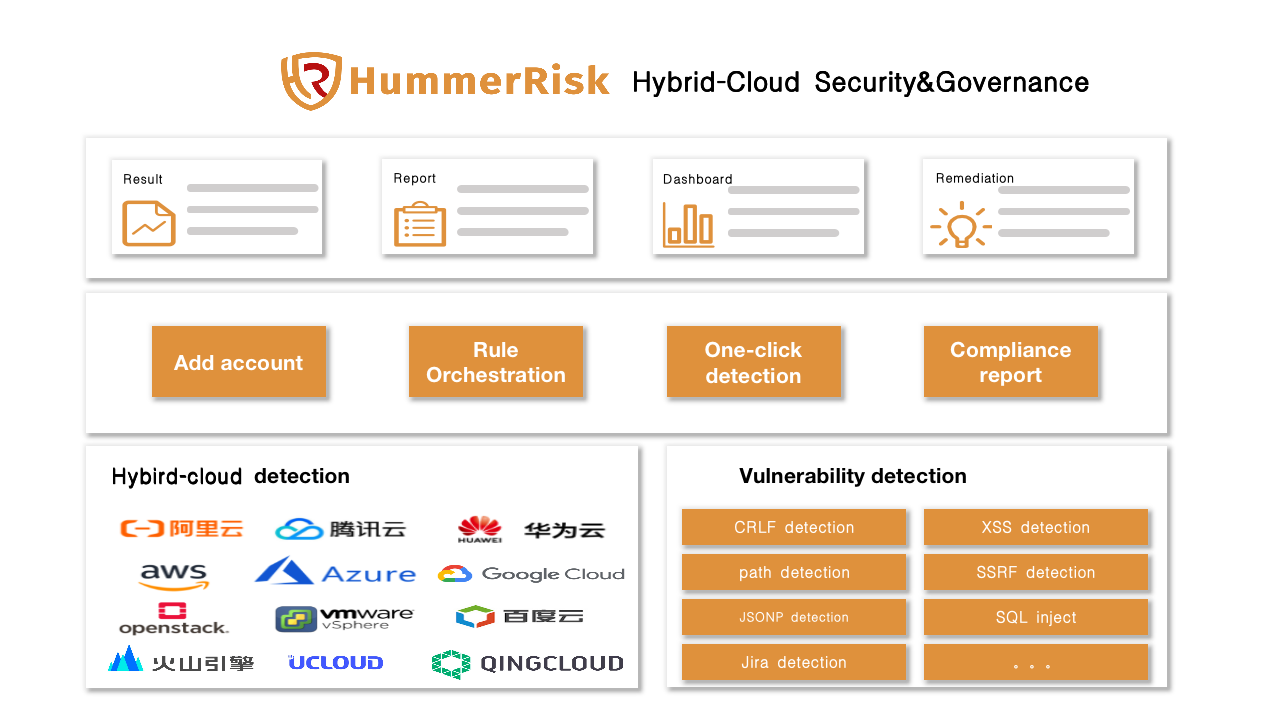 HummerRisk Hybrid-Cloud Security&Governance
Result
Report
Dashboard
Remediation
Add account
Rule
Orchestration
One-click
detection
Compliance
report
Hybird-cloud detection
阿里云
腾讯云
HUAWEI 华为云
aws
Azure
Google Cloud
openstack.
vmware
vSphere
百度云
火山引擎
UCLOUD
QINGCLOUD
Vulnerability detection
CRLF detection
XSS detection
path detection
SSRF detection
JSONP detection
SQL inject
Jira detection
. . .